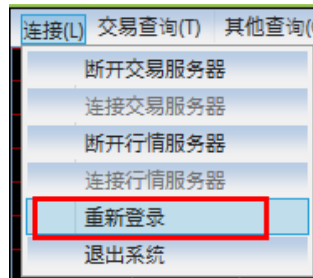 连接(L) 交易查询(T) 其他查询(
断开交易服务器
连接交易服务器
断开行情服务器
连接行情服务器
重新登录
退出系统